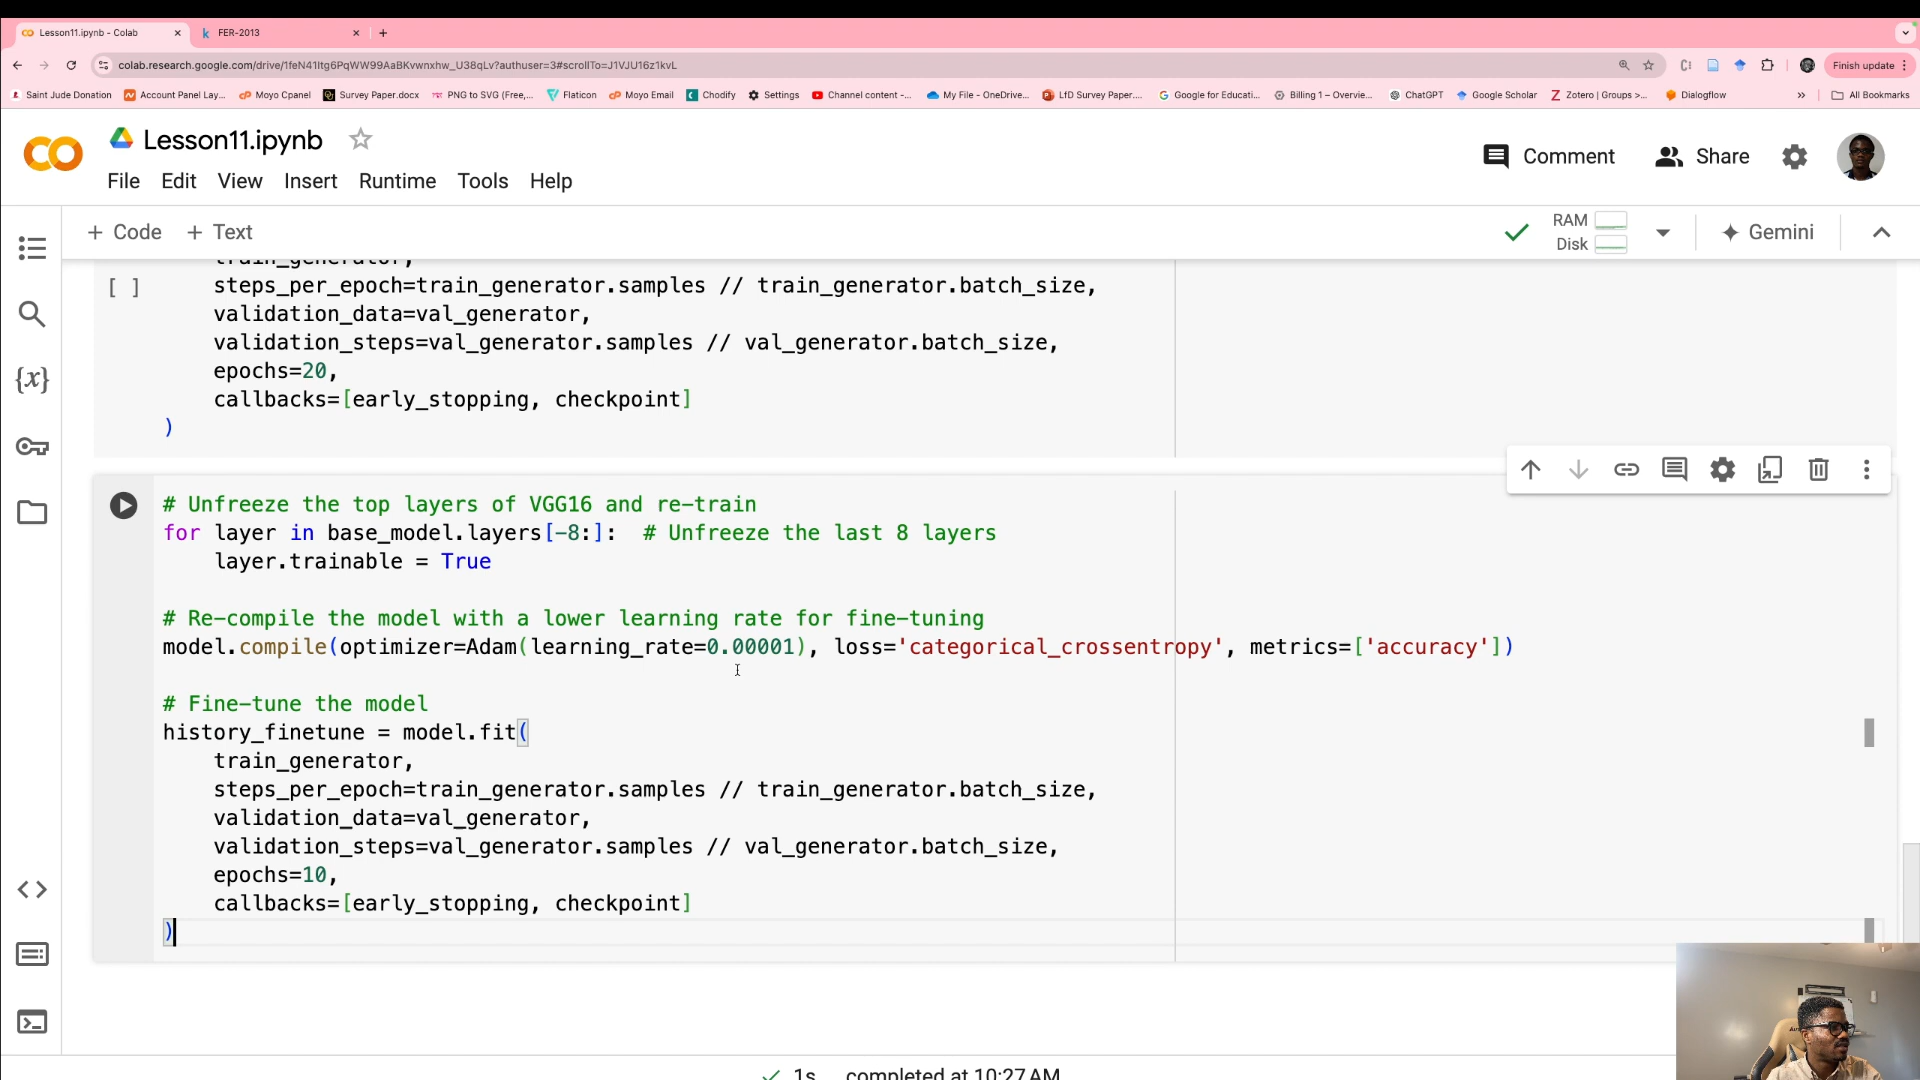 Lesson11.ipynb - Colab
FER-2013
colab.research.google.com/drive/1feN41Itg6PqWW99AaBKvwnxhw_U38qLv?authuser=3#scrollTo=J1VJU16z1kvL
Finish update
Saint Jude Donation
Account Panel Lay...
Moyo Cpanel
Survey Paper.docx
PNG to SVG (Free,...
Flaticon
Moyo Email
Chodify
Settings
Channel content -...
My File - OneDrive...
LfD Survey Paper....
Google for Educati...
Billing 1 – Overvie...
ChatGPT
Google Scholar
Zotero | Groups >...
Dialogflow
All Bookmarks
Lesson11.ipynb
Comment
Share
File Edit View Insert Runtime Tools Help
+ Code + Text
RAM
Disk
Gemini
train_generator,
[ ]
steps_per_epoch=train_generator.samples // train_generator.batch_size,
validation_data=val_generator,
validation_steps=val_generator.samples // val_generator.batch_size,
epochs=20,
callbacks=[early_stopping, checkpoint]
)
# Unfreeze the top layers of VGG16 and re-train
for layer in base_model.layers[-8:]:  # Unfreeze the last 8 layers
layer.trainable = True
# Re-compile the model with a lower learning rate for fine-tuning
model.compile(optimizer=Adam(learning_rate=0.00001), loss='categorical_crossentropy', metrics=['accuracy'])
# Fine-tune the model
history_finetune = model.fit(
train_generator,
steps_per_epoch=train_generator.samples // train_generator.batch_size,
validation_data=val_generator,
validation_steps=val_generator.samples // val_generator.batch_size,
epochs=10,
callbacks=[early_stopping, checkpoint]
)
1s completed at 10:27 AM